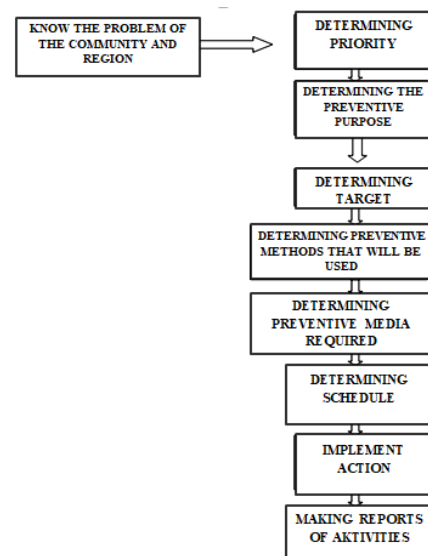 KNOW THE PROBLEM OF
THE COMMUNITY AND
REGION
DETERMINING
PRIORITY
DETERMINING THE
PREVENTIVE
PURPOSE
DETERMINING
TARGET
DETERMINING PREVENTIVE
METHODS THAT WILL BE
USED
DETERMINING
PREVENTIVE MEDIA
REQUIRED
DETERMINING
SCHEDULE
IMPLEMENT
ACTION
MAKING REPORTS
OF AKTIVITIES